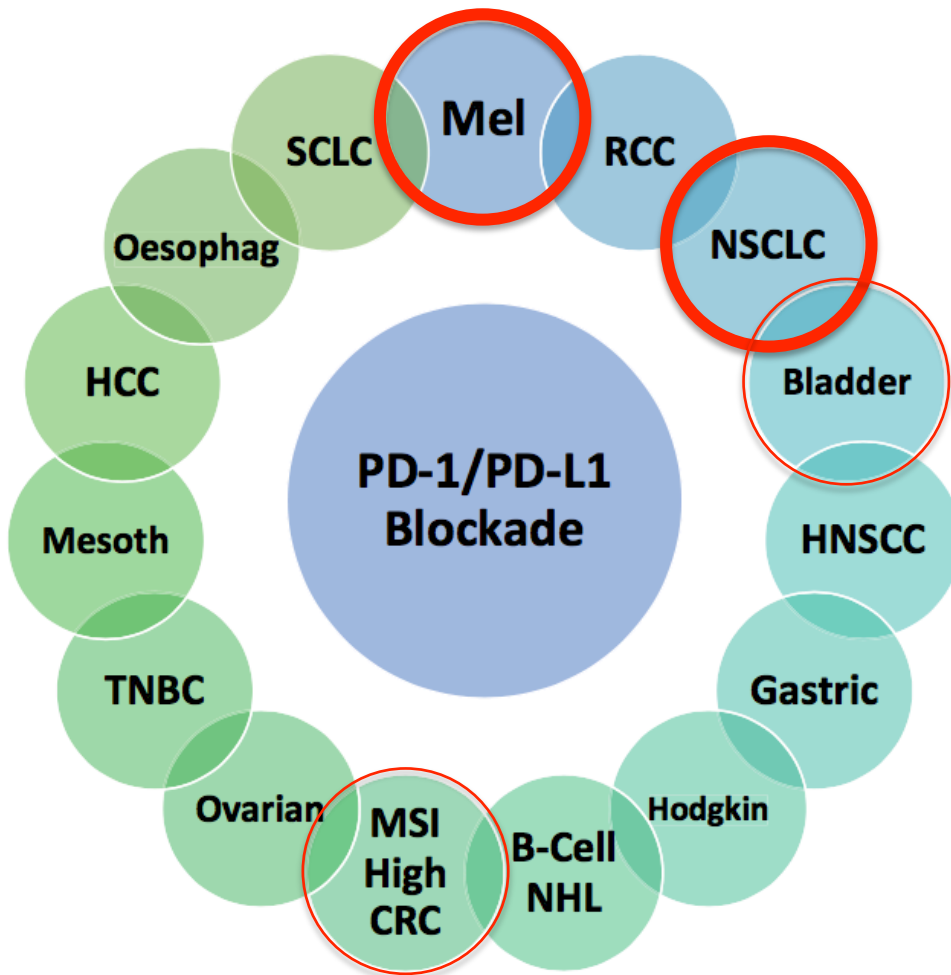 Mel
RCC
NSCLC
Bladder
HNSCC
Gastric
Hodgkin
B-Cell
NHL
MSI
High
CRC
Ovarian
TNBC
Mesoth
HCC
Oesophag
SCLC
PD-1/PD-L1
Blockade